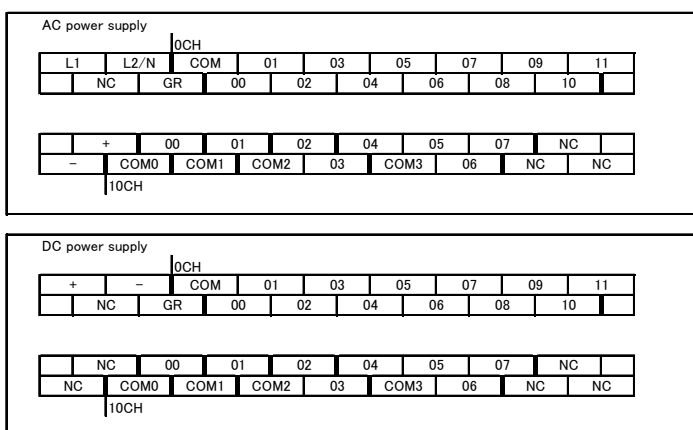 AC power supply
0CH
L1 L2/N COM 01 03 05 07 09 11
NC GR 00 02 04 06 08 10
+ 00 01 02 04 05 07 NC
- COM0 COM1 COM2 03 COM3 06 NC NC
10CH
DC power supply
0CH
+ - COM 01 03 05 07 09 11
NC GR 00 02 04 06 08 10
NC 00 01 02 04 05 07 NC
NC COM0 COM1 COM2 03 COM3 06 NC NC
10CH